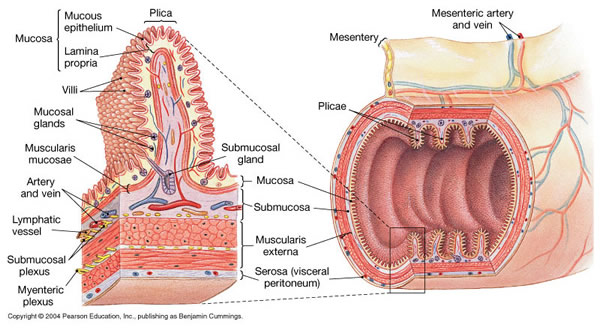 Mucosa
Mucous
epithelium
Lamina
propria
Plica
Villi
Mucosal
glands
Muscularis
mucosae
Artery
and vein
Lymphatic
vessel
Submucosal
plexus
Myenteric
plexus
Submucosal
gland
Mucosa
Submucosa
Muscularis
externa
Serosa (visceral
peritoneum)
Mesentery
Mesenteric artery
and vein
Plicae
Copyright © 2004 Pearson Education, Inc., publishing as Benjamin Cummings.